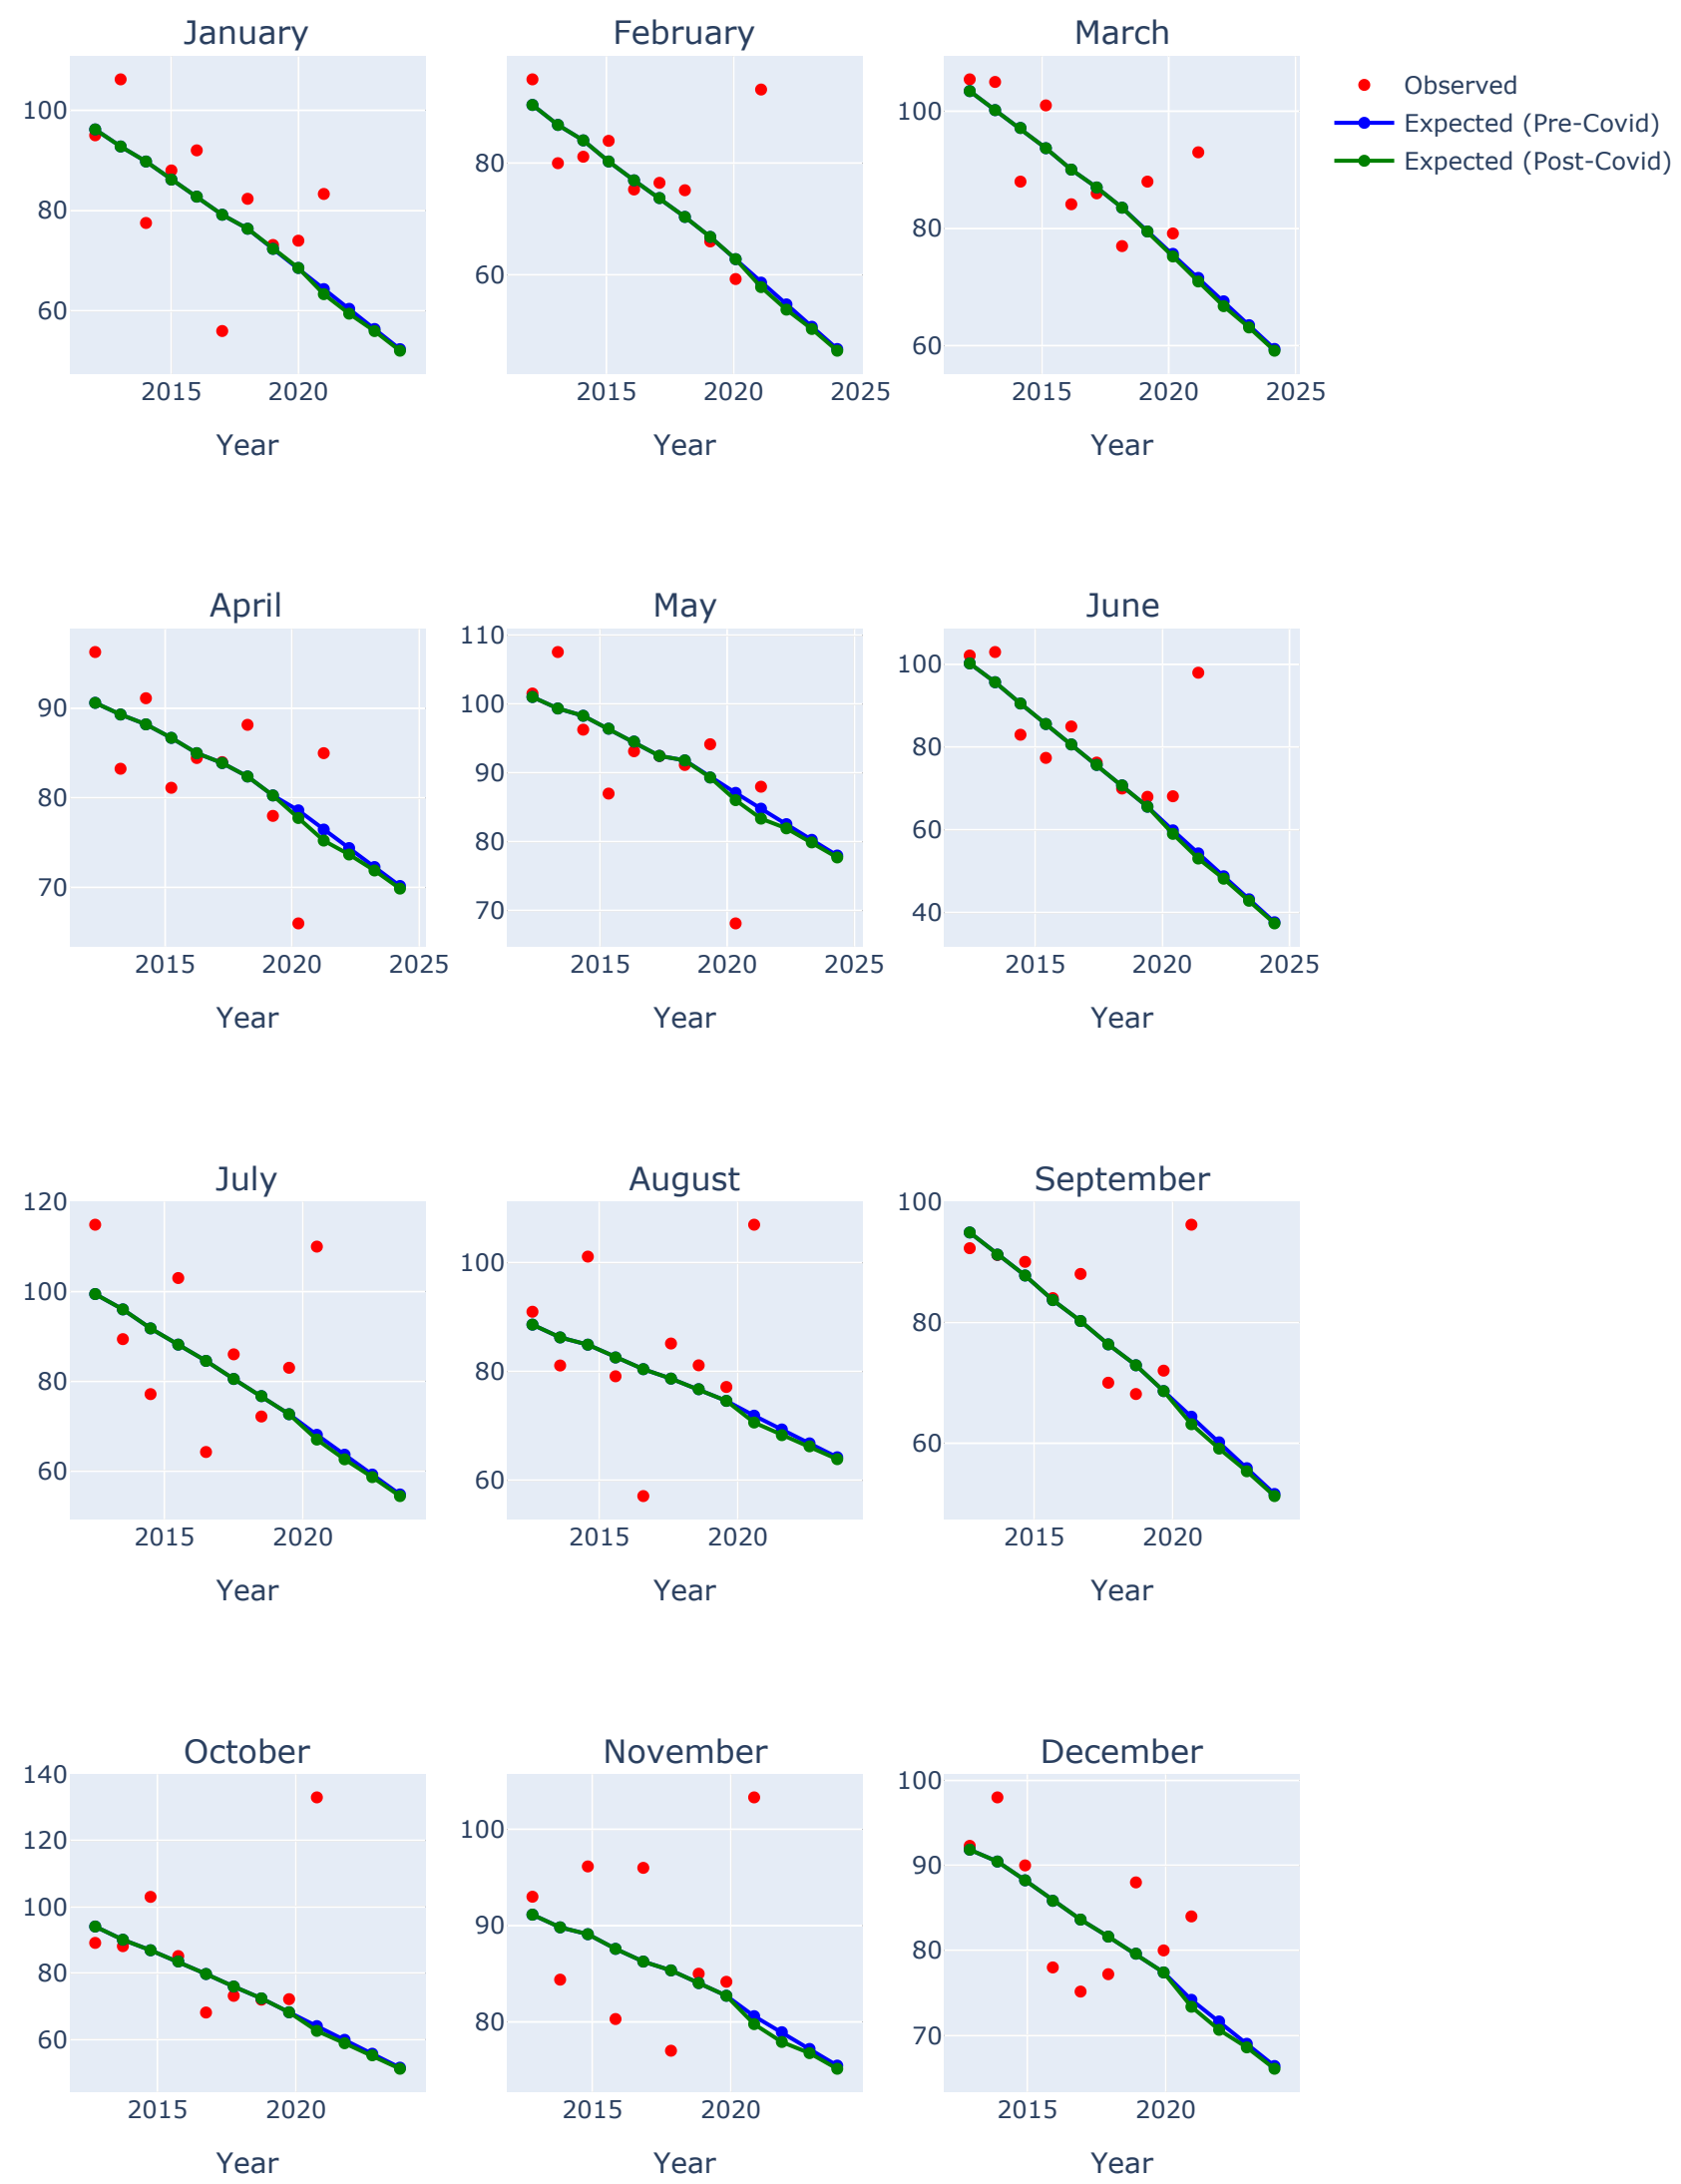 January
February
March
Observed
Expected (Pre-Covid)
Expected (Post-Covid)
100
80
60
2015
2020
Year
80
60
2015
2020
2025
Year
100
80
60
2015
2020
2025
Year
April
May
June
90
80
70
2015
2020
2025
Year
110
100
90
80
70
2015
2020
2025
Year
100
80
60
40
2015
2020
2025
Year
July
August
September
120
100
80
60
2015
2020
Year
100
80
60
2015
2020
Year
100
80
60
2015
2020
Year
October
November
December
140
120
100
80
60
2015
2020
Year
100
90
80
2015
2020
Year
100
90
80
70
2015
2020
Year